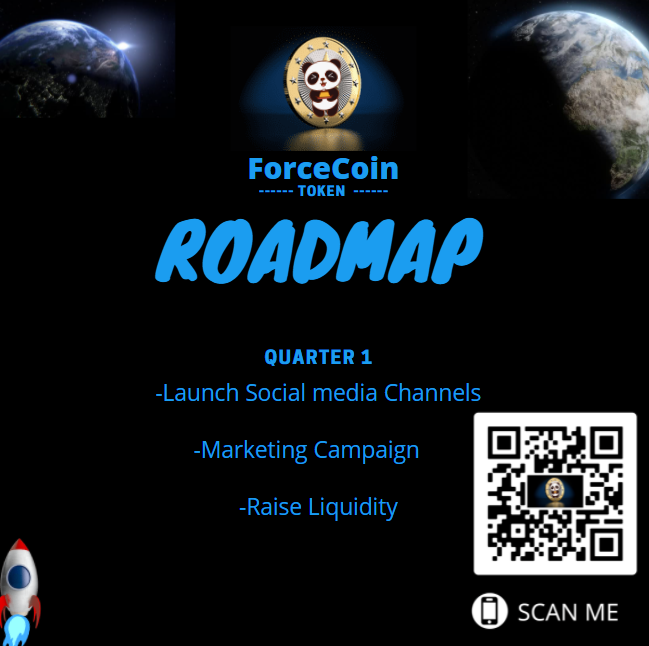 ForceCoin
------ TOKEN ------
ROADMAP
QUARTER 1
-Launch Social media Channels
-Marketing Campaign
-Raise Liquidity
SCAN ME